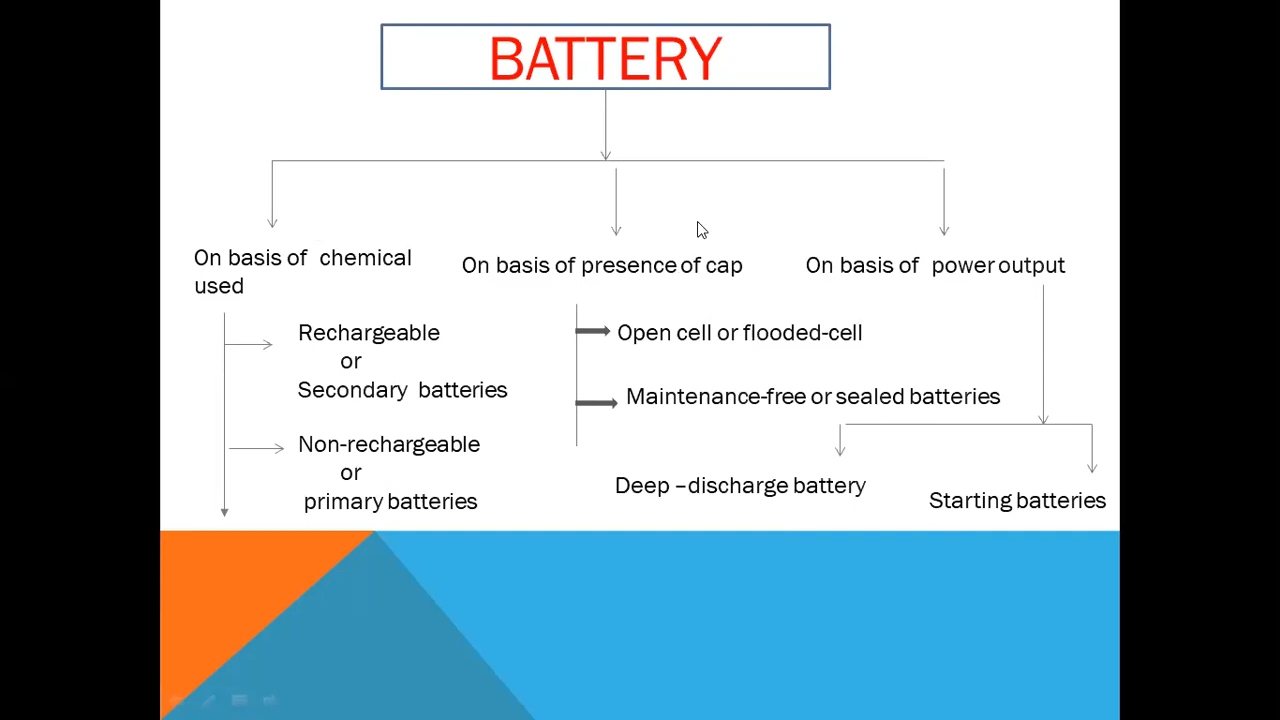 BATTERY
On basis of chemical
used
Rechargeable
or
Secondary batteries
Non-rechargeable
or
primary batteries
On basis of presence of cap
Open cell or flooded-cell
Maintenance-free or sealed batteries
On basis of power output
Deep –discharge battery
Starting batteries